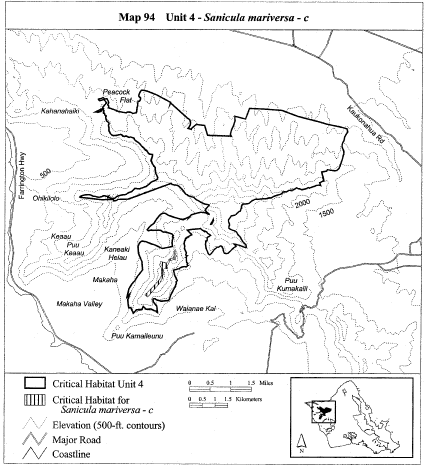 Map 94 Unit 4 - Sanicula mariversa - c
Peacock
Flat
Kahanahaiki
Kaukonahua Rd
Farrington Hwy
500
Ohikilolo
2000
1500
Keaau
Puu
Keaau
Kaneaki
Heiau
Makaha
Puu
Kumakalii
Makaha Valley
Waianae Kai
Puu Kamaileunu
Critical Habitat Unit 4
Critical Habitat for
Sanicula mariversa - c
Elevation (500-ft. contours)
Major Road
Coastline
0 0.5 1 1.5 Miles
0 0.5 1 1.5 Kilometers
N